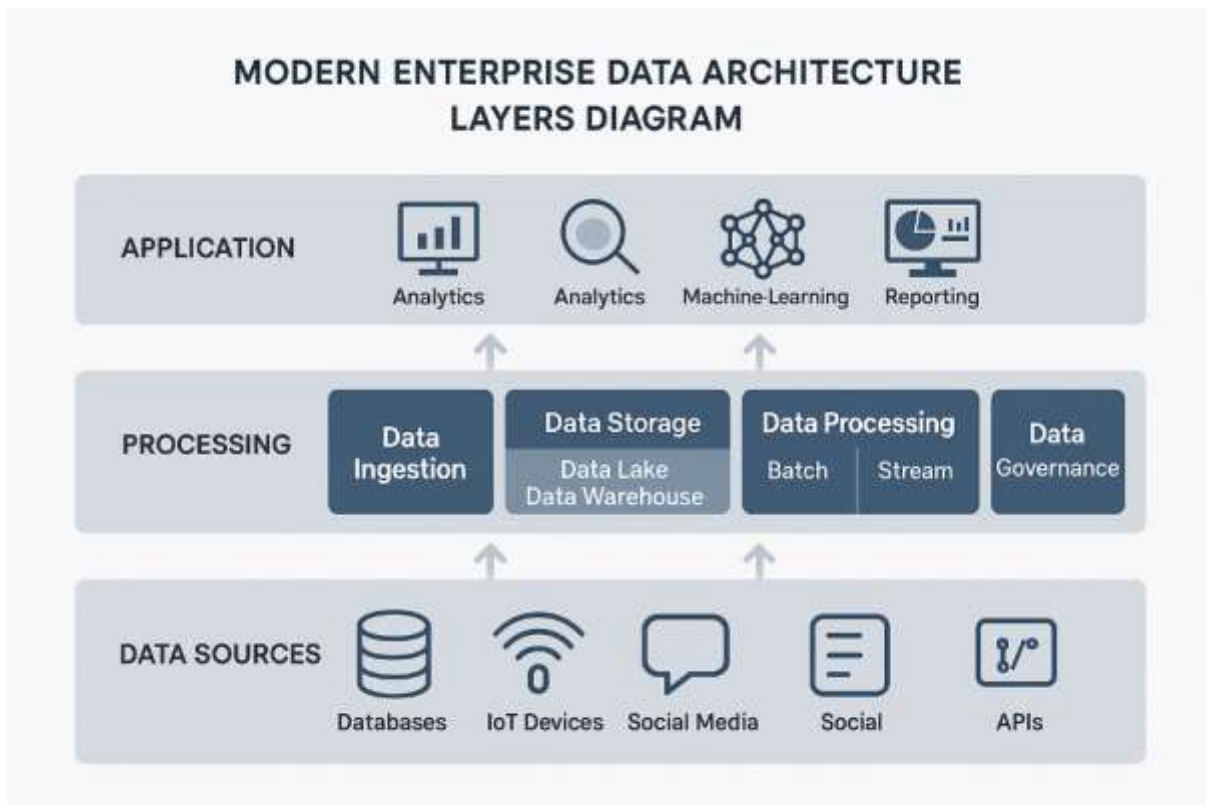 MODERN ENTERPRISE DATA ARCHITECTURE
LAYERS DIAGRAM
APPLICATION
Analytics
Analytics
Machine-Learning
Reporting
PROCESSING
Data
Ingestion
Data Storage
Data Lake
Data Warehouse
Data Processing
Batch
Stream
Data
Governance
DATA SOURCES
Databases
IoT Devices
Social Media
Social
APIs